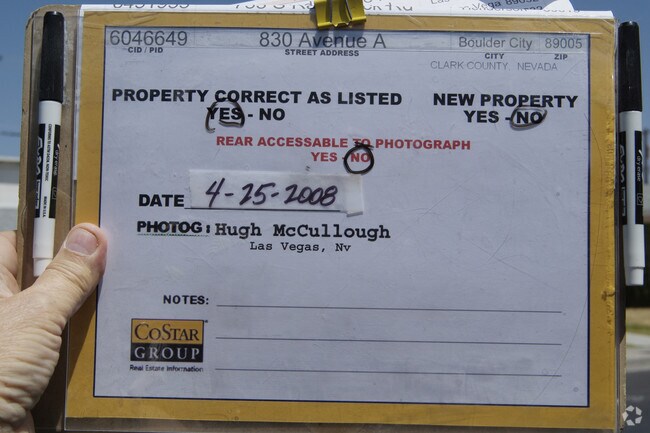 6046649 830 Avenue A Boulder City 89005
CID / PID STREET ADDRESS CITY ZIP
CLARK COUNTY NEVADA
PROPERTY CORRECT AS LISTED NEW PROPERTY
YES - NO YES - NO
REAR ACCESSABLE TO PHOTOGRAPH
YES - NO
DATE 4-25-2008
PHOTOG: Hugh McCullough
Las Vegas, Nv
NOTES:
COSTAR™
GROUP
Real Estate Information